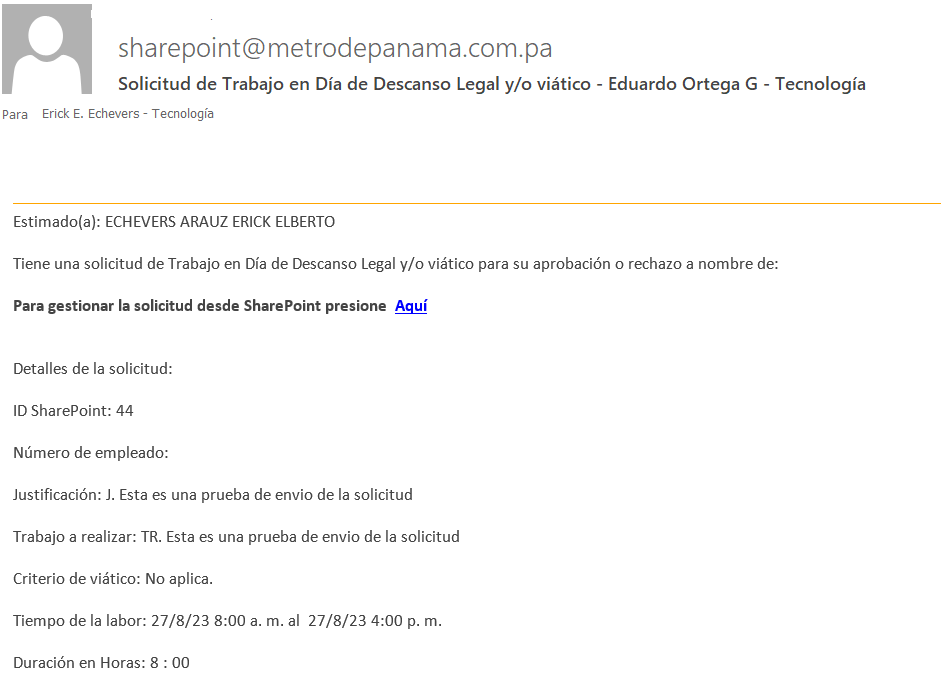 sharepoint@metrodepanama.com.pa
Solicitud de Trabajo en Día de Descanso Legal y/o viático - Eduardo Ortega G - Tecnología
Para Erick E. Echevers - Tecnología
Estimado(a): ECHEVERS ARAUZ ERICK ELBERTO
Tiene una solicitud de Trabajo en Día de Descanso Legal y/o viático para su aprobación o rechazo a nombre de:
Para gestionar la solicitud desde SharePoint presione Aquí
Detalles de la solicitud:
ID SharePoint: 44
Número de empleado:
Justificación: J. Esta es una prueba de envio de la solicitud
Trabajo a realizar: TR. Esta es una prueba de envio de la solicitud
Criterio de viático: No aplica.
Tiempo de la labor: 27/8/23 8:00 a. m. al 27/8/23 4:00 p. m.
Duración en Horas: 8 : 00